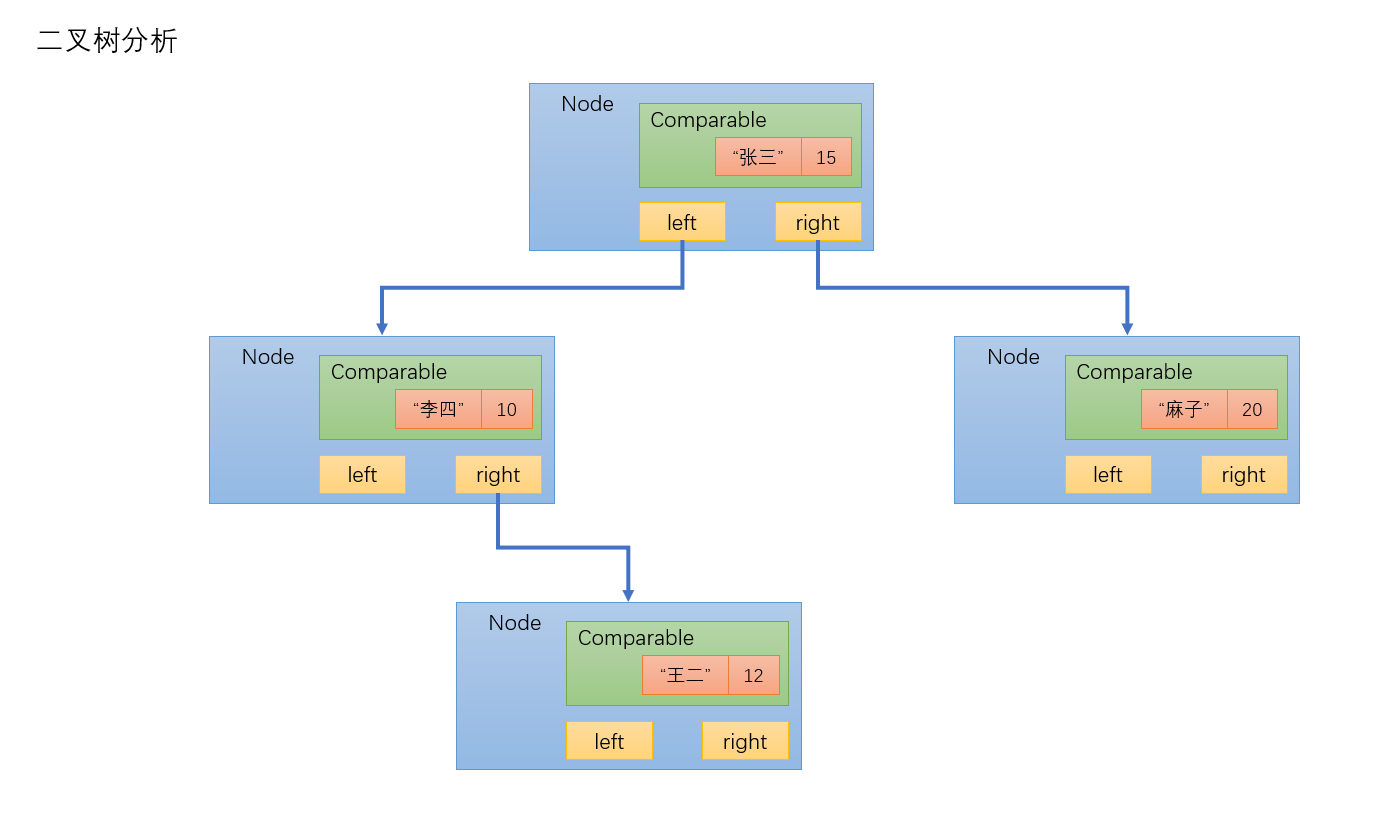 二叉树分析
Node
Comparable
“张三” 15
left right
Node
Comparable
“李四” 10
left right
Node
Comparable
“麻子” 20
left right
Node
Comparable
“王二” 12
left right